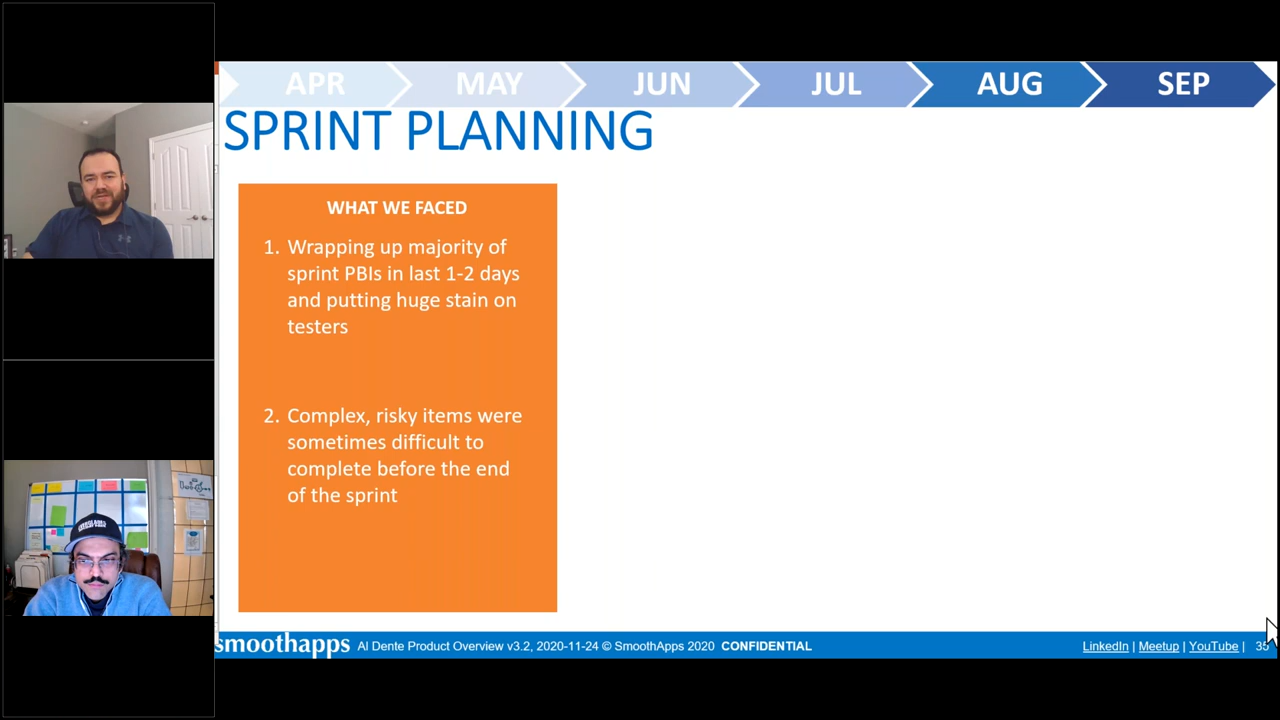 APR MAY JUN JUL AUG SEP
SPRINT PLANNING
WHAT WE FACED
1. Wrapping up majority of
sprint PBIs in last 1-2 days
and putting huge stain on
testers
2. Complex, risky items were
sometimes difficult to
complete before the end
of the sprint
smoothapps Al Dente Product Overview v3.2, 2020-11-24 © SmoothApps 2020 CONFIDENTIAL LinkedIn | Meetup | YouTube | 35